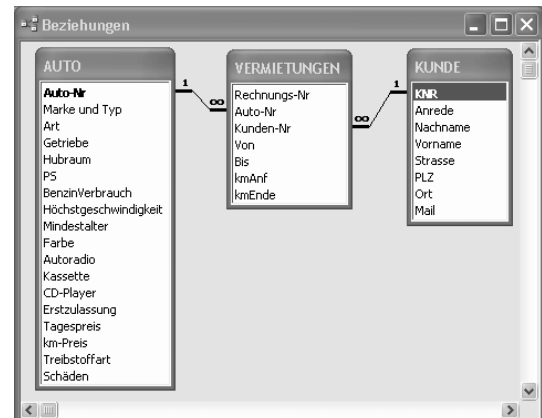 Beziehungen
AUTO
Auto-Nr
Marke und Typ
Art
Getriebe
Hubraum
PS
BenzinVerbrauch
Höchstgeschwindigkeit
Mindestalter
Farbe
Autoradio
Kassette
CD-Player
Erstzulassung
Tagespreis
km-Preis
Treibstoffart
Schäden
1
∞
VERMIETUNGEN
Rechnungs-Nr
Auto-Nr
Kunden-Nr
Von
Bis
kmAnf
kmEnde
∞
1
KUNDE
KNR
Anrede
Nachname
Vorname
Strasse
PLZ
Ort
Mail